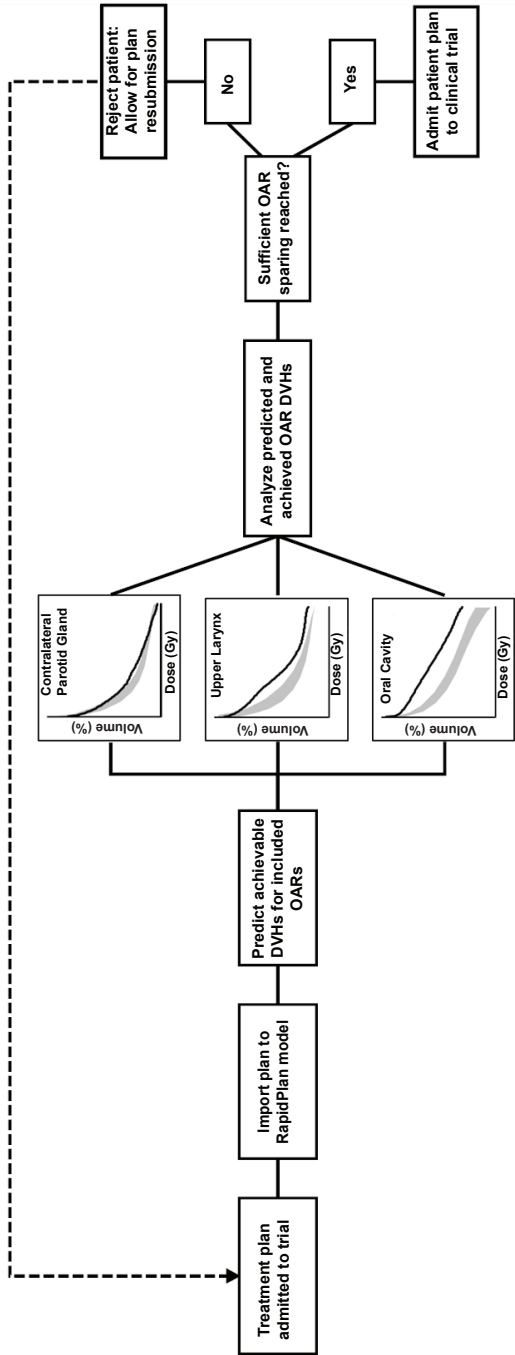 Treatment plan
admitted to trial
Import plan to
RapidPlan model
Predict achievable
DVHs for included
OARs
Contralateral
Parotid Gland
Volume (%)
Dose (Gy)
Upper Larynx
Volume (%)
Dose (Gy)
Oral Cavity
Volume (%)
Dose (Gy)
Analyze predicted and
achieved OAR DVHs
Sufficient OAR
sparing reached?
No
Yes
Reject patient:
Allow for plan
resubmission
Admit patient plan
to clinical trial